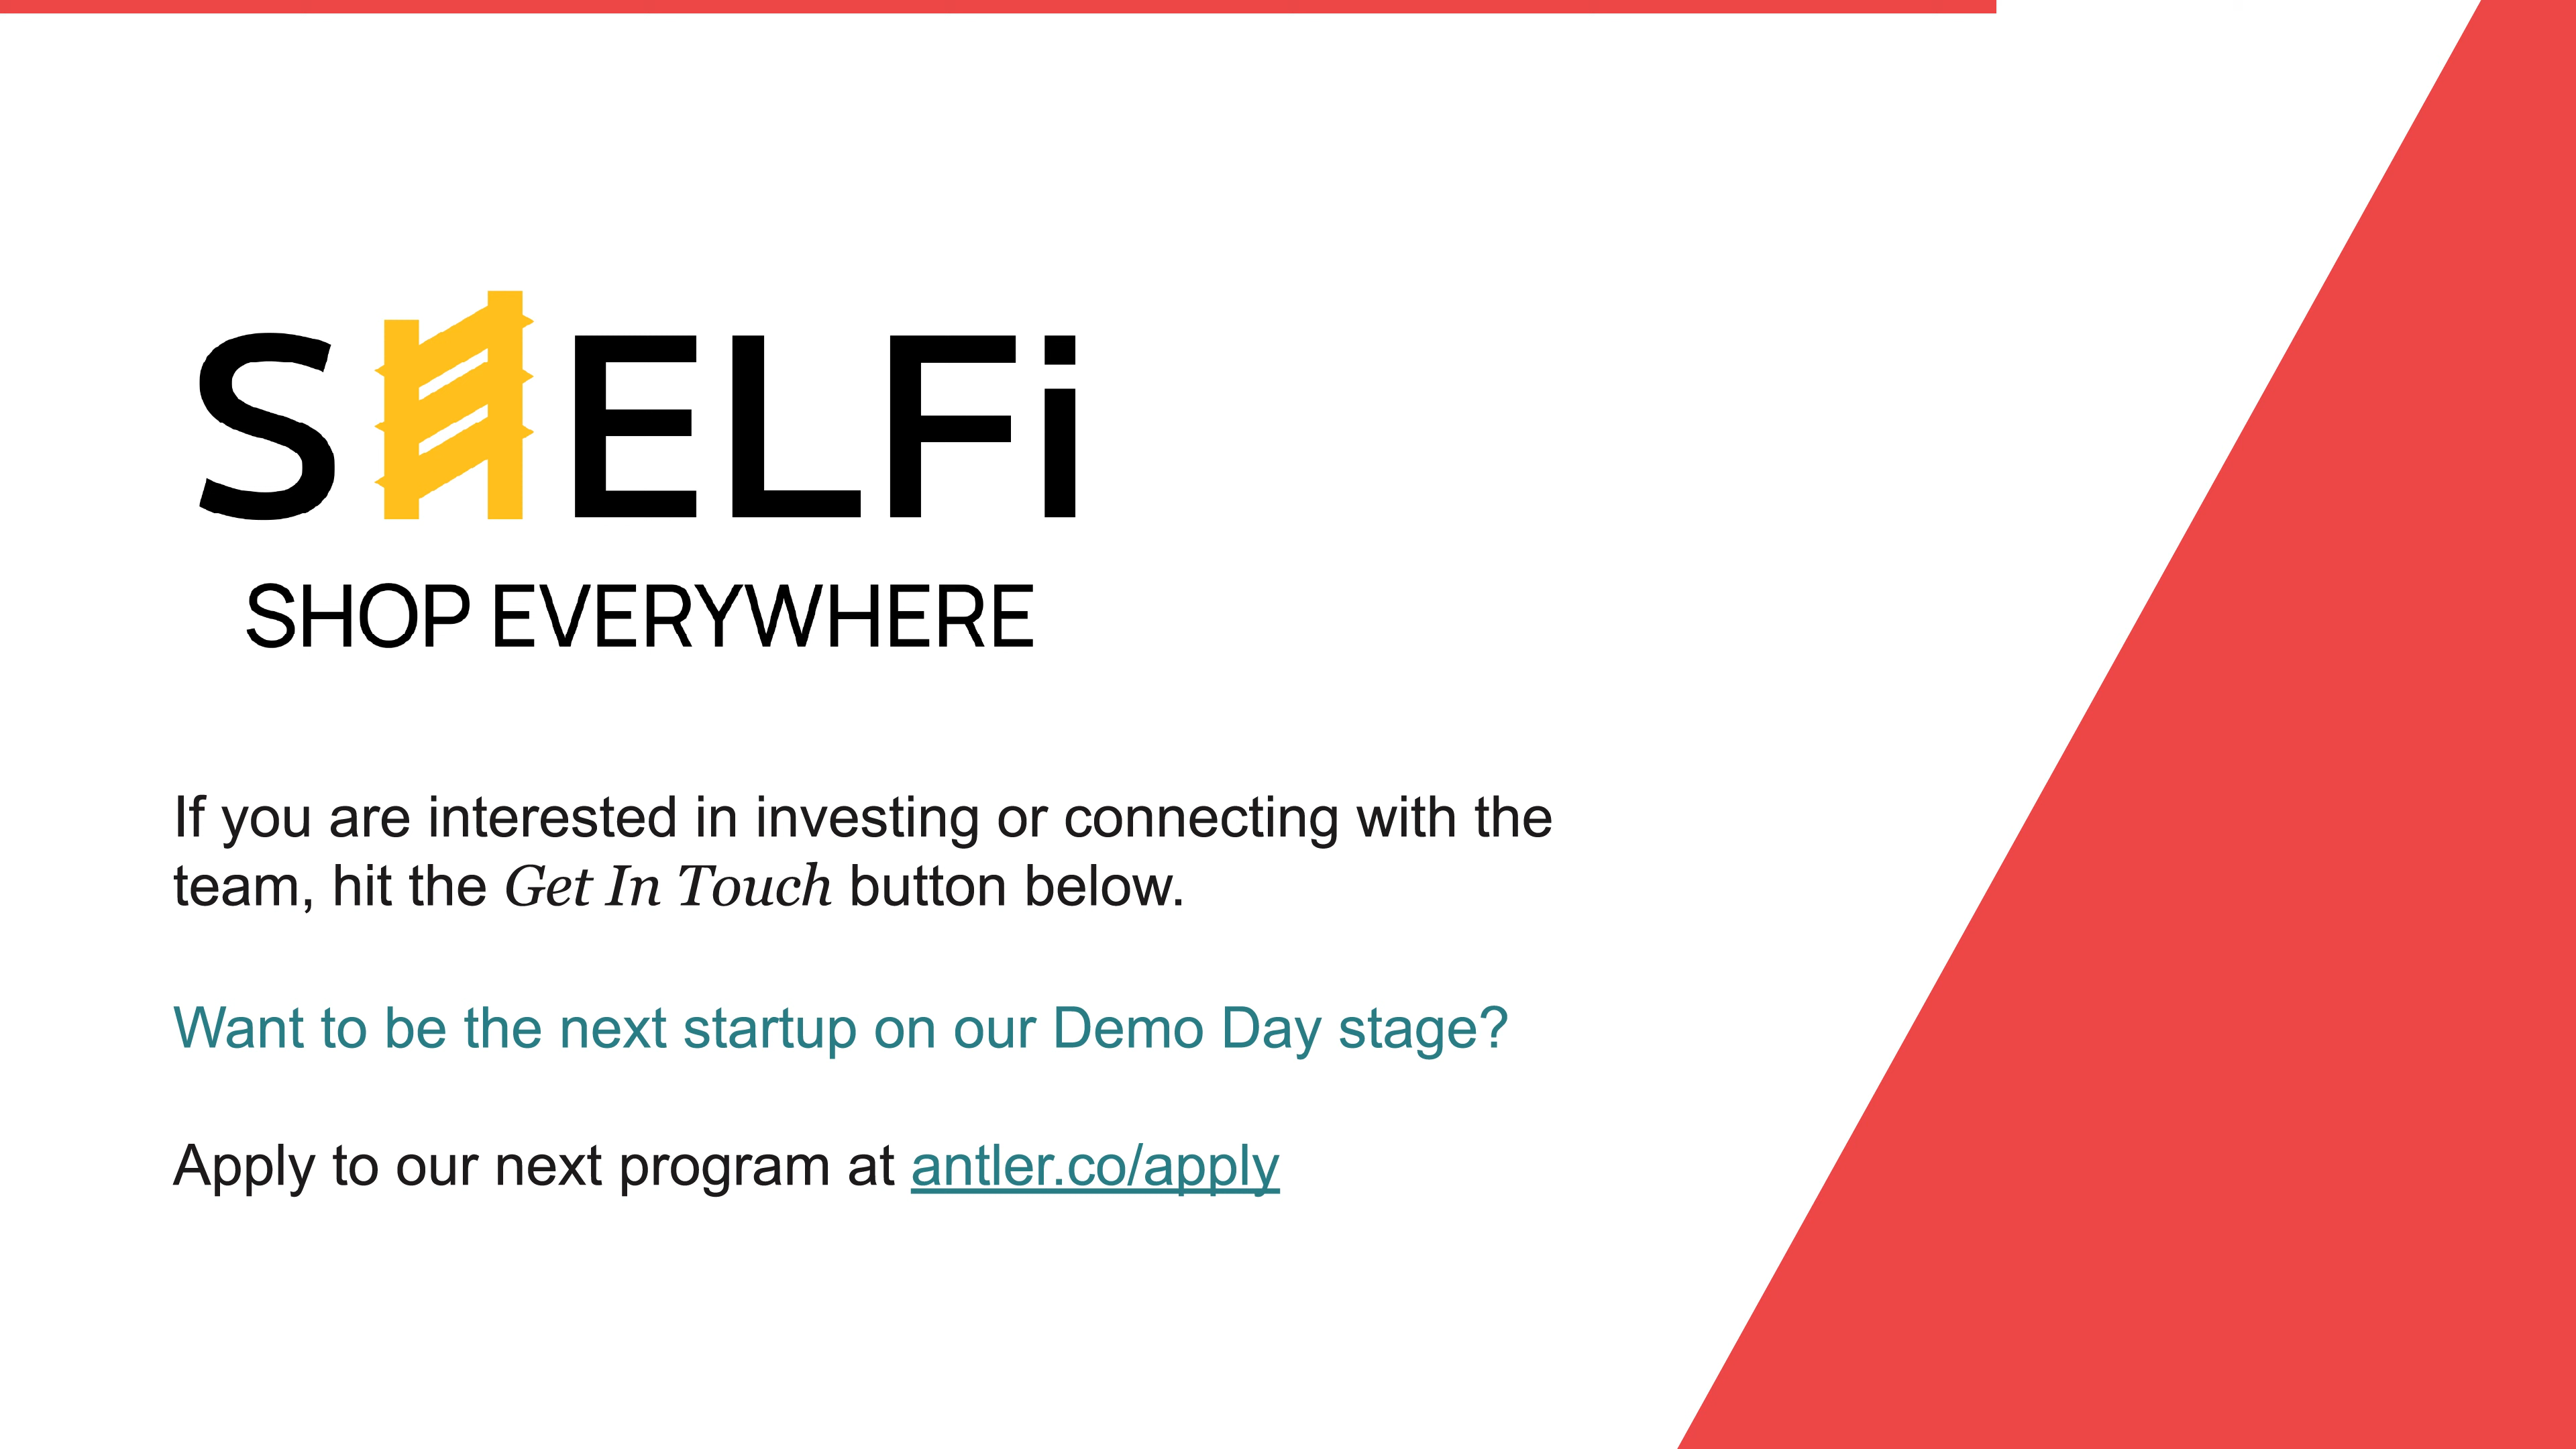 SHELFi
SHOP EVERYWHERE
If you are interested in investing or connecting with the
team, hit the Get In Touch button below.
Want to be the next startup on our Demo Day stage?
Apply to our next program at antler.co/apply